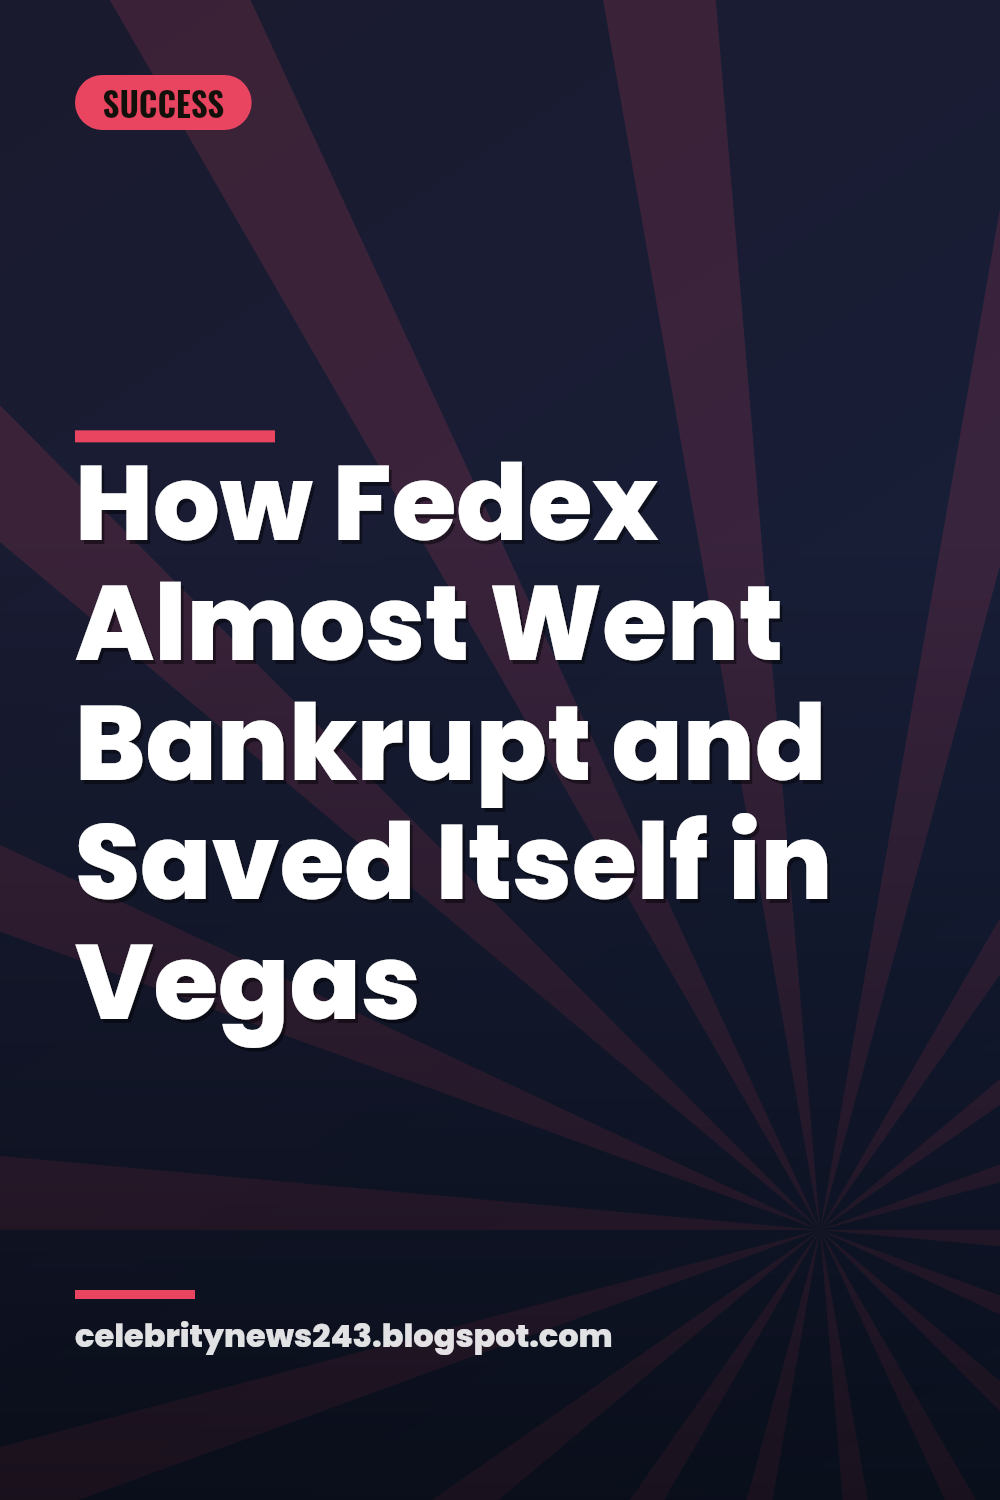 SUCCESS
How Fedex
Almost Went
Bankrupt and
Saved Itself in
Vegas
celebritynews243.blogspot.com